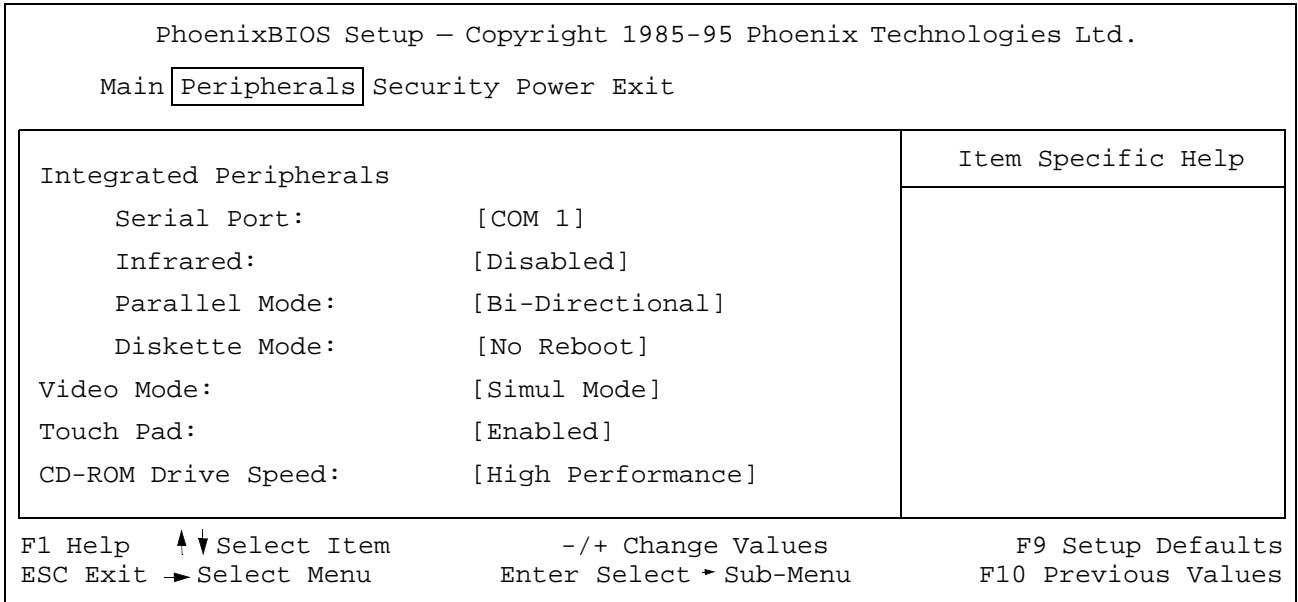 PhoenixBIOS Setup — Copyright 1985-95 Phoenix Technologies Ltd.
Main Peripherals Security Power Exit
Item Specific Help
Integrated Peripherals
Serial Port: [COM 1]
Infrared: [Disabled]
Parallel Mode: [Bi-Directional]
Diskette Mode: [No Reboot]
Video Mode: [Simul Mode]
Touch Pad: [Enabled]
CD-ROM Drive Speed: [High Performance]
F1 Help Select Item -/+ Change Values F9 Setup Defaults
ESC Exit Select Menu Enter Select Sub-Menu F10 Previous Values